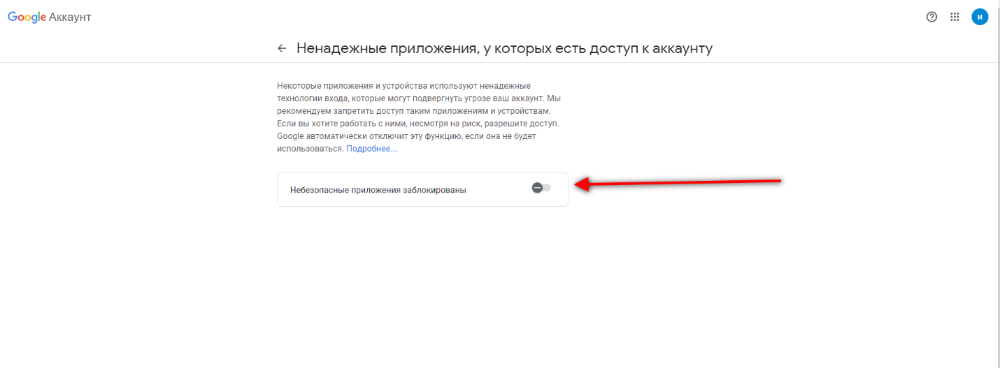 Google Аккаунт
и
Ненадежные приложения, у которых есть доступ к аккаунту
Некоторые приложения и устройства используют ненадежные
технологии входа, которые могут подвергнуть угрозе ваш аккаунт. Мы
рекомендуем запретить доступ таким приложениям и устройствам.
Если вы хотите работать с ними, несмотря на риск, разрешите доступ.
Google автоматически отключит эту функцию, если она не будет
использоваться. Подробнее...
Небезопасные приложения заблокированы